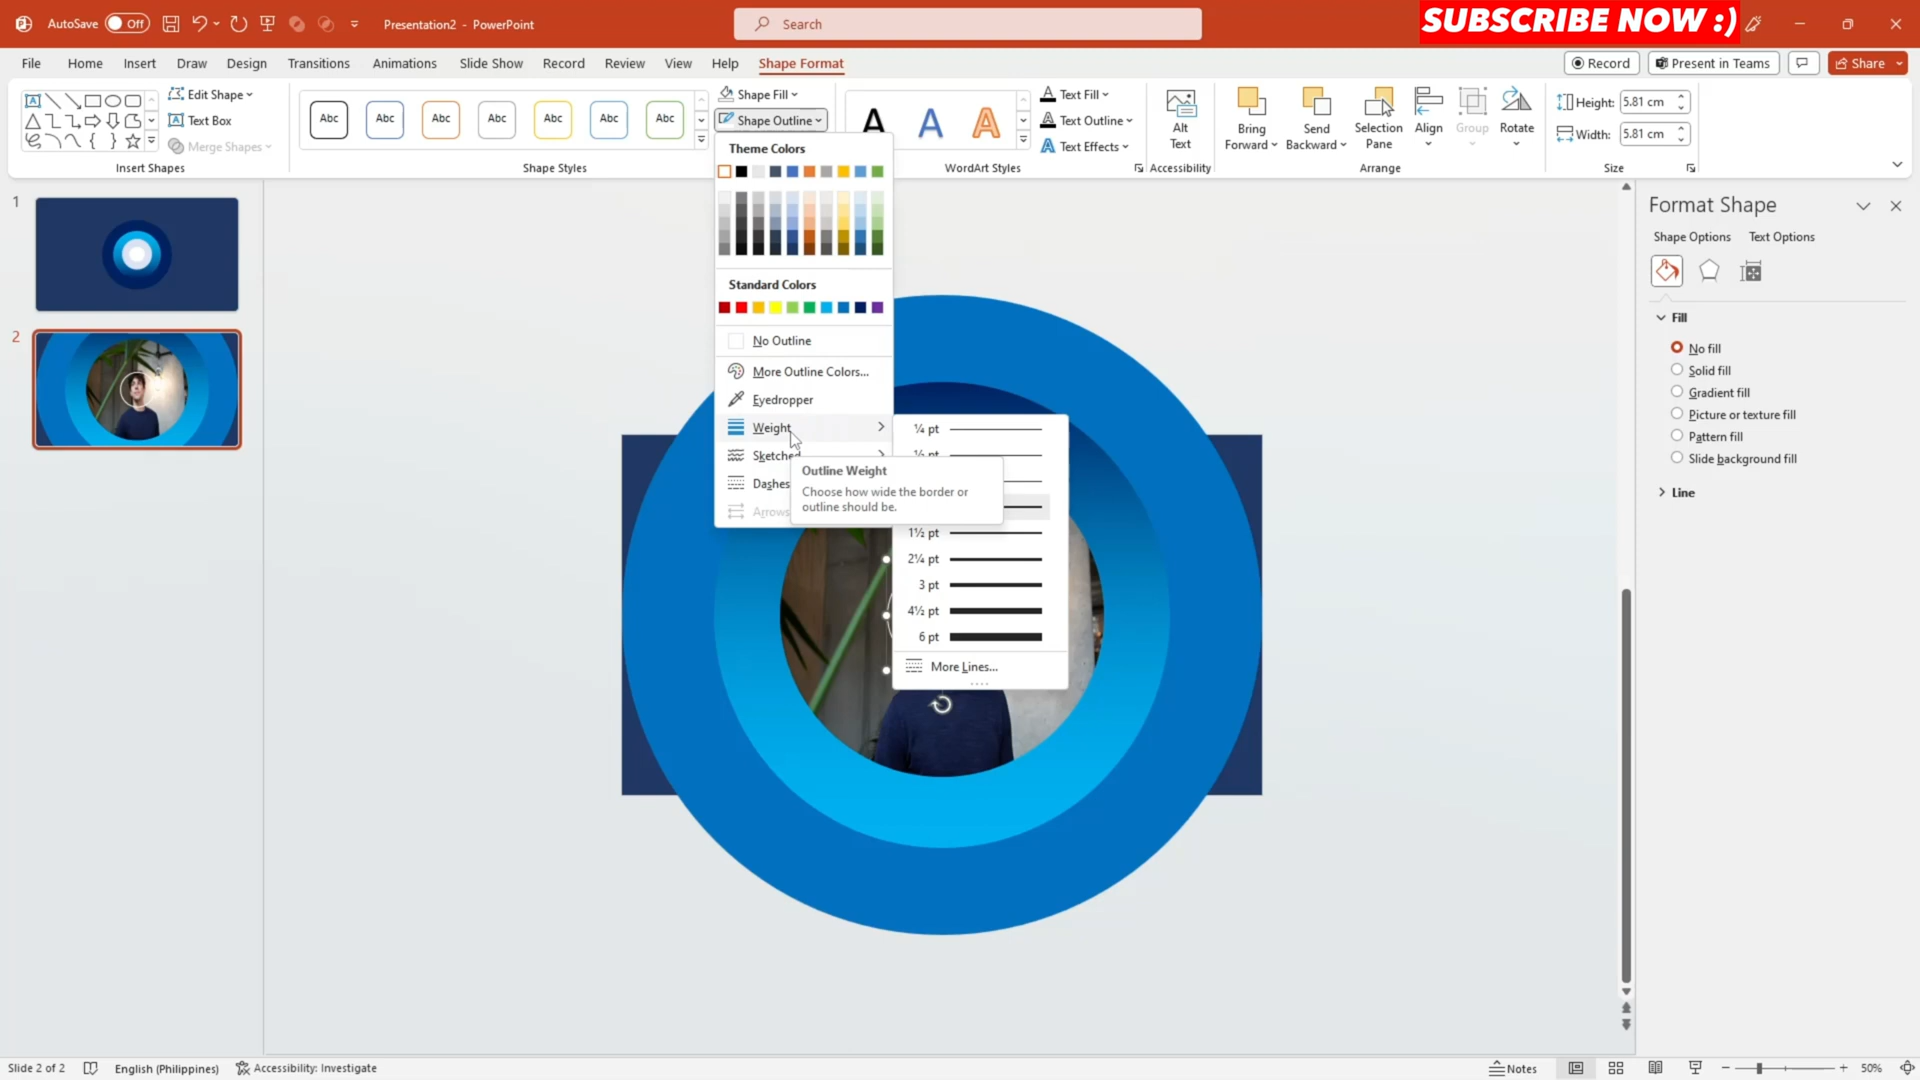 AutoSave Off Presentation2 - PowerPoint Search SUBSCRIBE NOW :)
File Home Insert Draw Design Transitions Animations Slide Show Record Review View Help Shape Format Record Present in Teams Share
Edit Shape
Text Box
Merge Shapes
Insert Shapes
Abc Abc Abc Abc Abc Abc Abc
Shape Styles
Shape Fill
Shape Outline
A A A
Text Fill
Text Outline
Text Effects
WordArt Styles
Alt Text
Accessibility
Bring Forward
Send Backward
Selection Pane
Align
Group
Rotate
Arrange
Height: 5.81 cm
Width: 5.81 cm
Size
Theme Colors
Standard Colors
No Outline
More Outline Colors...
Eyedropper
Weight
Sketched
Dashes
Arrows
Outline Weight
Choose how wide the border or
outline should be.
¼ pt
½ pt
1½ pt
2¼ pt
3 pt
4½ pt
6 pt
More Lines...
1
2
Format Shape
Shape Options Text Options
Fill
No fill
Solid fill
Gradient fill
Picture or texture fill
Pattern fill
Slide background fill
Line
Slide 2 of 2 English (Philippines) Accessibility: Investigate Notes 50%